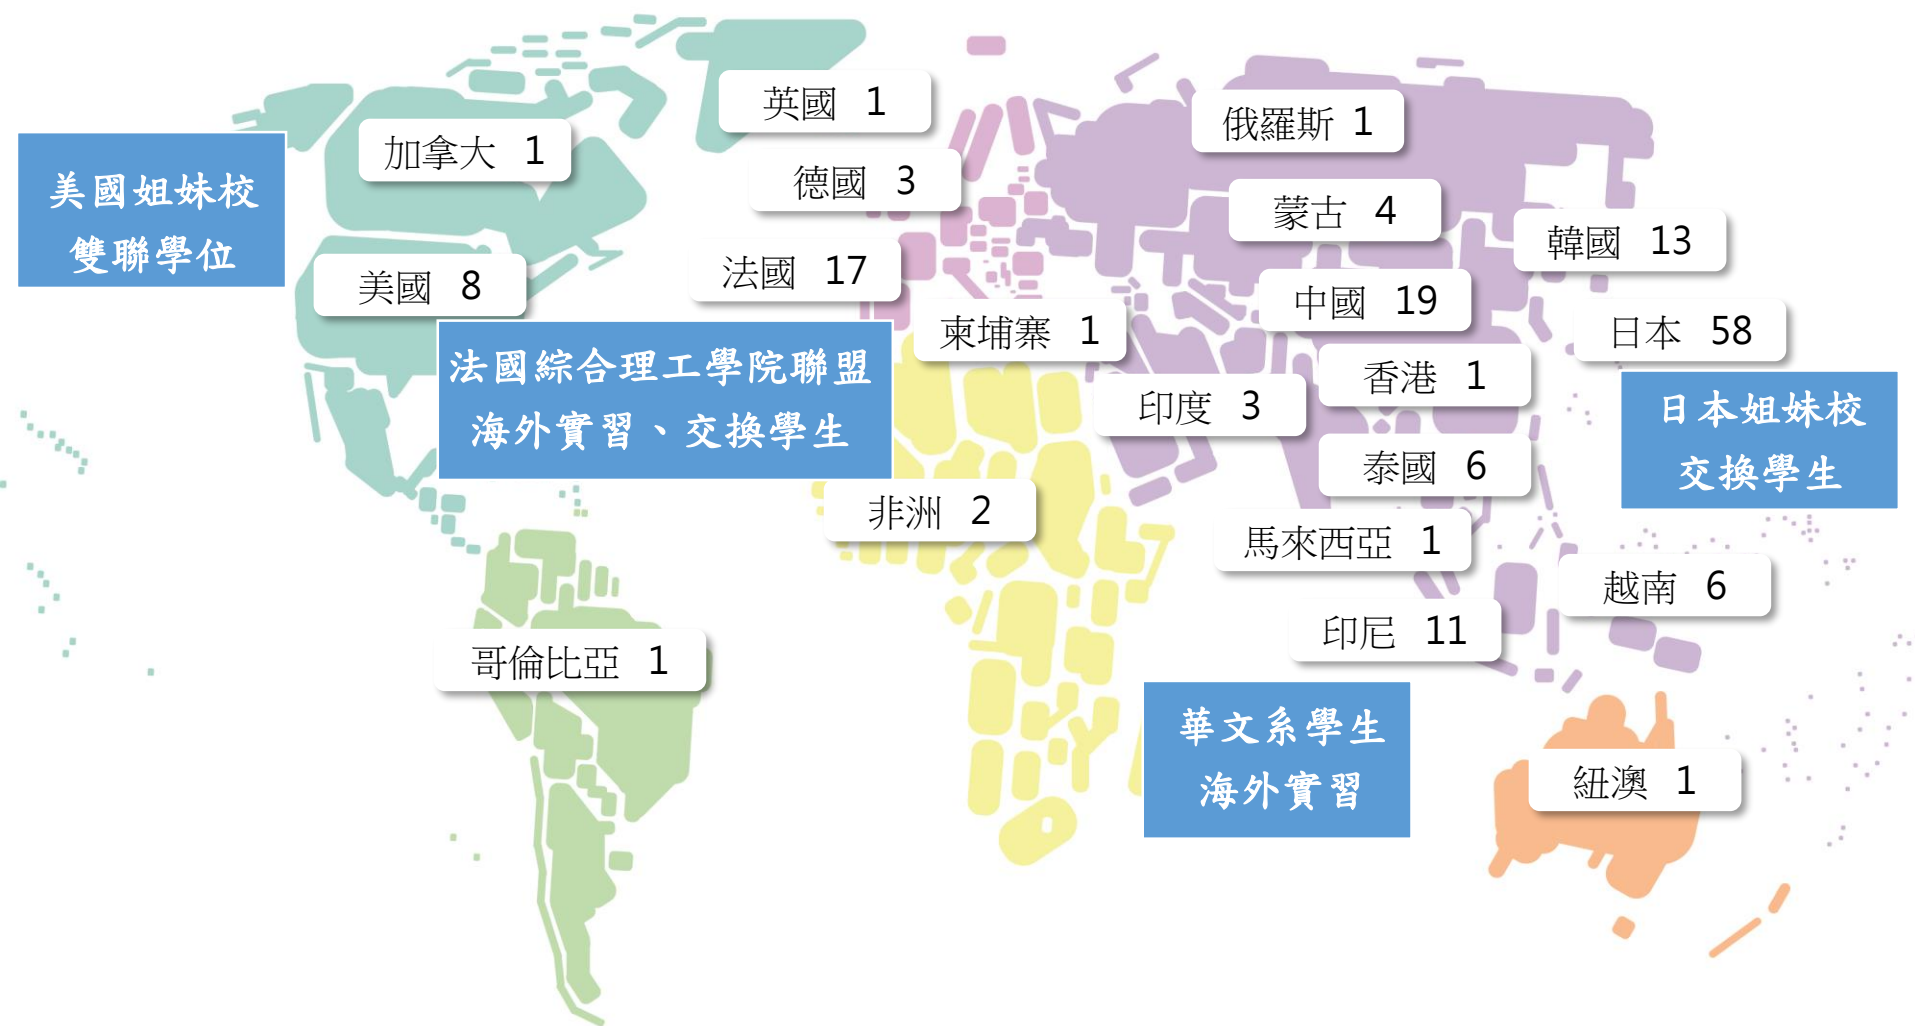 英國 1
俄羅斯 1
加拿大 1
德國 3
美國姐妹校
雙聯學位
蒙古 4
韓國 13
法國 17
美國 8
中國 19
柬埔寨 1
日本 58
法國綜合理工學院聯盟
海外實習、交換學生
香港 1
印度 3
日本姐妹校
交換學生
泰國 6
非洲 2
馬來西亞 1
越南 6
印尼 11
哥倫比亞 1
華文系學生
海外實習
紐澳 1